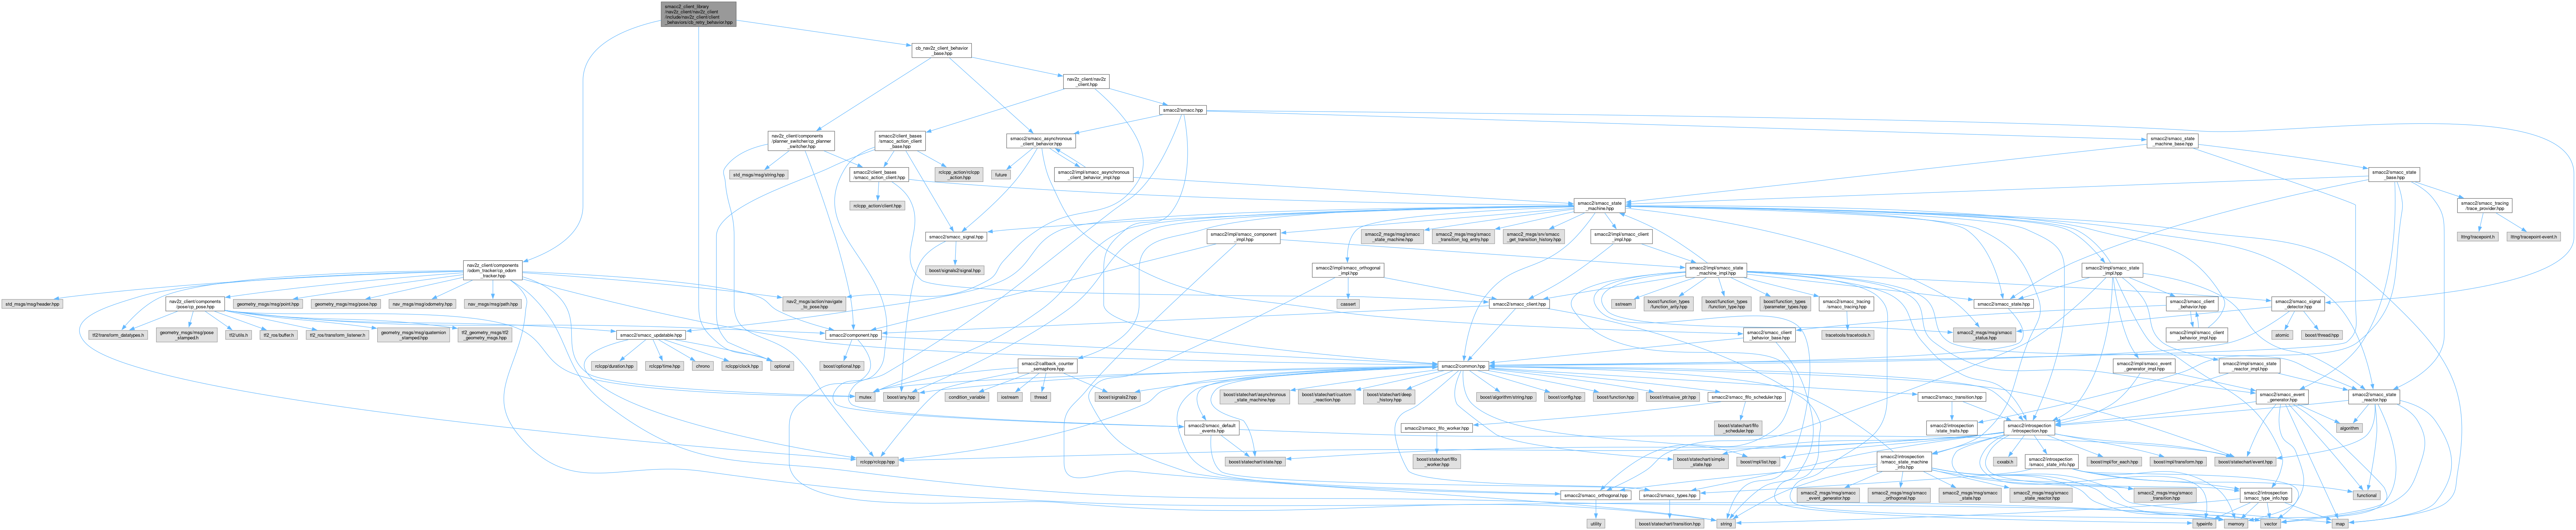 smacc2_client_library
/nav2z_client/nav2z_client
/include/nav2z_client/client
_behaviors/cb_retry_behavior.hpp
cb_nav2z_client_behavior
_base.hpp
nav2z_client/nav2z
_client.hpp
smacc2/smacc.hpp
nav2z_client/components
/planner_switcher/cp_planner
_switcher.hpp
smacc2/client_bases
/smacc_action_client
_base.hpp
smacc2/smacc_asynchronous
_client_behavior.hpp
smacc2/smacc_state
_machine_base.hpp
std_msgs/msg/string.hpp
smacc2/client_bases
/smacc_action_client.hpp
rclcpp_action/rclcpp
_action.hpp
future
smacc2/impl/smacc_asynchronous
_client_behavior_impl.hpp
smacc2/smacc_state
_base.hpp
rclcpp_action/client.hpp
smacc2/smacc_state
_machine.hpp
smacc2/smacc_tracing
/trace_provider.hpp
smacc2/smacc_signal.hpp
smacc2/impl/smacc_component
_impl.hpp
smacc2_msgs/msg/smacc
_state_machine.hpp
smacc2_msgs/msg/smacc
_transition_log_entry.hpp
smacc2_msgs/srv/smacc
_get_transition_history.hpp
smacc2/impl/smacc_client
_impl.hpp
lttng/tracepoint.h
lttng/tracepoint-event.h
nav2z_client/components
/odom_tracker/cp_odom
_tracker.hpp
boost/signals2/signal.hpp
smacc2/impl/smacc_orthogonal
_impl.hpp
smacc2/impl/smacc_state
_machine_impl.hpp
smacc2/impl/smacc_state
_impl.hpp
std_msgs/msg/header.hpp
nav2z_client/components
/pose/cp_pose.hpp
geometry_msgs/msg/point.hpp
geometry_msgs/msg/pose.hpp
nav_msgs/msg/odometry.hpp
nav_msgs/msg/path.hpp
nav2_msgs/action/navigate
_to_pose.hpp
cassert
smacc2/smacc_client.hpp
sstream
boost/function_types
/function_arity.hpp
boost/function_types
/function_type.hpp
boost/function_types
/parameter_types.hpp
smacc2/smacc_tracing
/smacc_tracing.hpp
smacc2/smacc_state.hpp
smacc2/smacc_client
_behavior.hpp
smacc2/smacc_signal
_detector.hpp
tf2/transform_datatypes.h
geometry_msgs/msg/pose
_stamped.h
tf2/utils.h
tf2_ros/buffer.h
tf2_ros/transform_listener.h
geometry_msgs/msg/quaternion
_stamped.hpp
tf2_geometry_msgs/tf2
_geometry_msgs.hpp
smacc2/smacc_updatable.hpp
smacc2/component.hpp
smacc2/smacc_client
_behavior_base.hpp
tracetools/tracetools.h
smacc2_msgs/msg/smacc
_status.hpp
smacc2/impl/smacc_client
_behavior_impl.hpp
atomic
boost/thread.hpp
rclcpp/duration.hpp
rclcpp/time.hpp
chrono
rclcpp/clock.hpp
optional
boost/optional.hpp
smacc2/callback_counter
_semaphore.hpp
smacc2/common.hpp
smacc2/impl/smacc_event
_generator_impl.hpp
smacc2/impl/smacc_state
_reactor_impl.hpp
mutex
boost/any.hpp
condition_variable
iostream
thread
boost/signals2.hpp
boost/statechart/asynchronous
_state_machine.hpp
boost/statechart/custom
_reaction.hpp
boost/statechart/deep
_history.hpp
boost/algorithm/string.hpp
boost/config.hpp
boost/function.hpp
boost/intrusive_ptr.hpp
smacc2/smacc_fifo_scheduler.hpp
smacc2/smacc_transition.hpp
smacc2/smacc_event
_generator.hpp
smacc2/smacc_state
_reactor.hpp
smacc2/smacc_default
_events.hpp
smacc2/smacc_fifo_worker.hpp
boost/statechart/fifo
_scheduler.hpp
smacc2/introspection
/state_traits.hpp
smacc2/introspection
/introspection.hpp
algorithm
rclcpp/rclcpp.hpp
boost/statechart/state.hpp
boost/statechart/fifo
_worker.hpp
boost/statechart/simple
_state.hpp
boost/mpl/list.hpp
smacc2/introspection
/smacc_state_machine
_info.hpp
cxxabi.h
smacc2/introspection
/smacc_state_info.hpp
boost/mpl/for_each.hpp
boost/mpl/transform.hpp
boost/statechart/event.hpp
smacc2/smacc_orthogonal.hpp
smacc2/smacc_types.hpp
smacc2_msgs/msg/smacc
_event_generator.hpp
smacc2_msgs/msg/smacc
_orthogonal.hpp
smacc2_msgs/msg/smacc
_state.hpp
smacc2_msgs/msg/smacc
_state_reactor.hpp
smacc2_msgs/msg/smacc
_transition.hpp
smacc2/introspection
/smacc_type_info.hpp
functional
utility
boost/statechart/transition.hpp
string
typeinfo
memory
vector
map